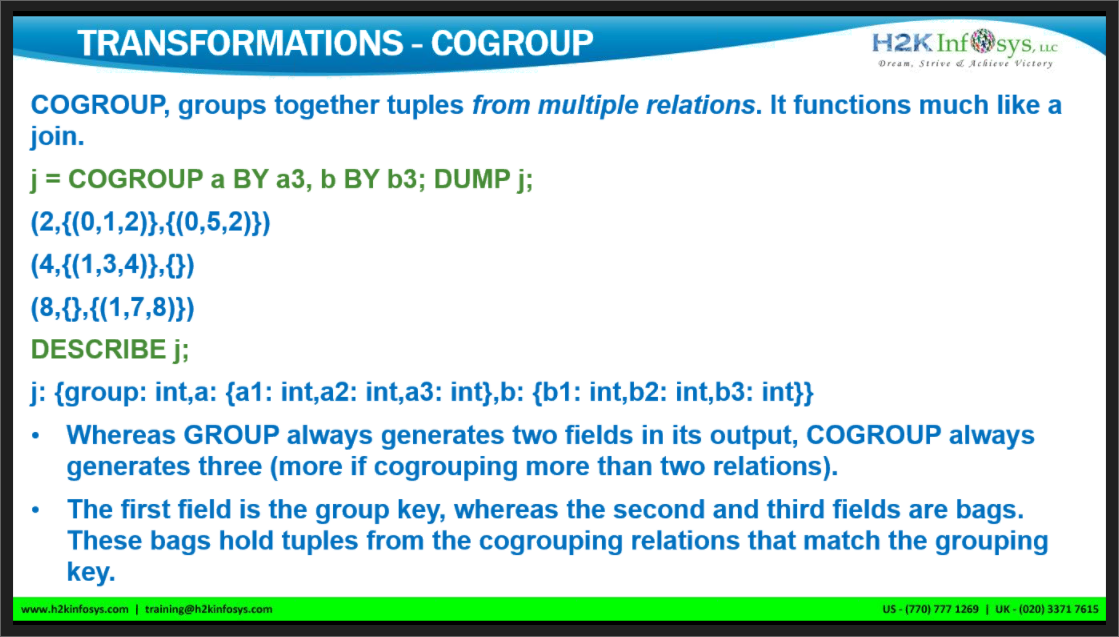 TRANSFORMATIONS - COGROUP
H2K Infosys, LLC
Dream, Strive & Achieve Victory
COGROUP, groups together tuples from multiple relations. It functions much like a
join.
j = COGROUP a BY a3, b BY b3; DUMP j;
(2,{(0,1,2)},{(0,5,2)})
(4,{(1,3,4)},{})
(8,{},{(1,7,8)})
DESCRIBE j;
j: {group: int,a: {a1: int,a2: int,a3: int},b: {b1: int,b2: int,b3: int}}
• Whereas GROUP always generates two fields in its output, COGROUP always
generates three (more if cogrouping more than two relations).
• The first field is the group key, whereas the second and third fields are bags.
These bags hold tuples from the cogrouping relations that match the grouping
key.
www.h2kinfosys.com | training@h2kinfosys.com US - (770) 777 1269 | UK - (020) 3371 7615